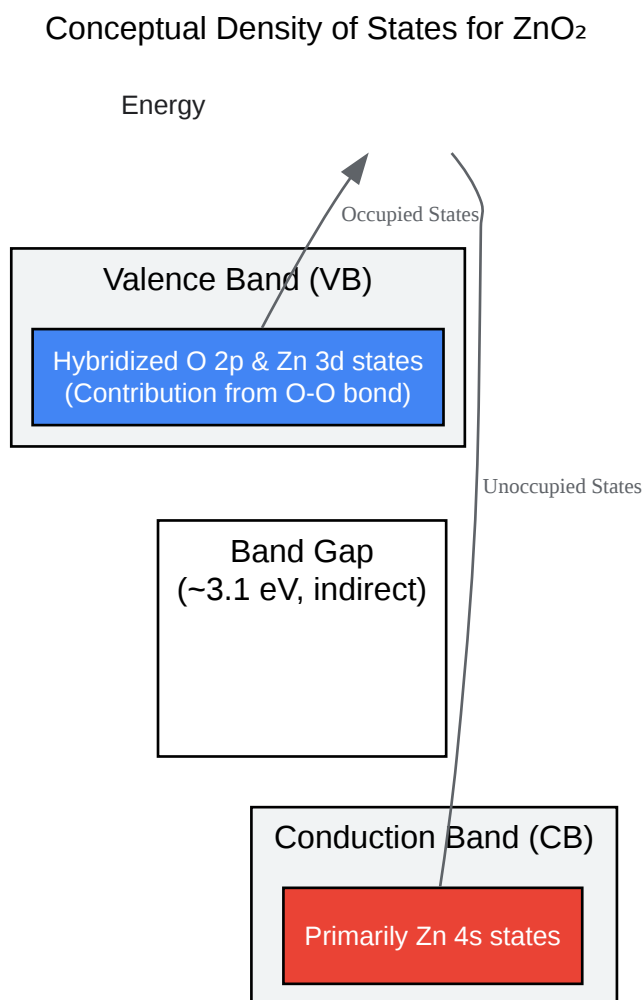 Conceptual Density of States for ZnO₂
Energy
Occupied States
Valence Band (VB)
Hybridized O 2p & Zn 3d states
(Contribution from O-O bond)
Unoccupied States
Band Gap
(~3.1 eV, indirect)
Conduction Band (CB)
Primarily Zn 4s states